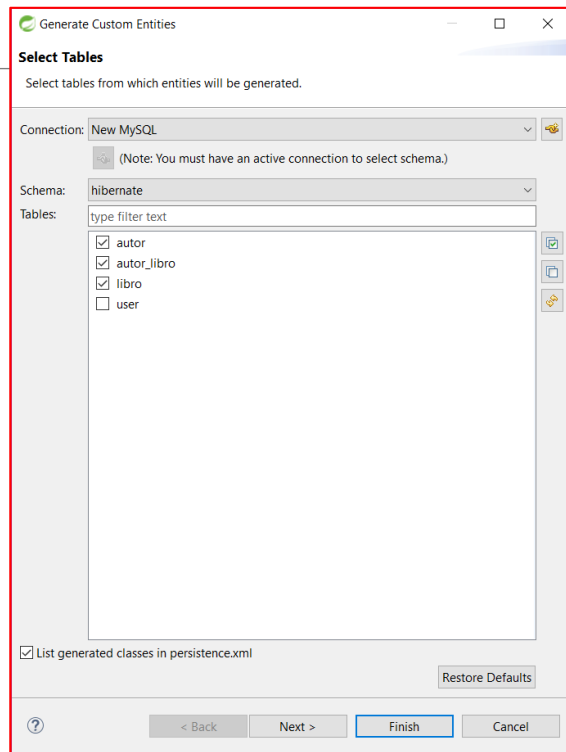 Generate Custom Entities
Select Tables
Select tables from which entities will be generated.
Connection: New MySQL
(Note: You must have an active connection to select schema.)
Schema: hibernate
Tables: type filter text
autor
autor_libro
libro
user
List generated classes in persistence.xml
Restore Defaults
? < Back Next > Finish Cancel